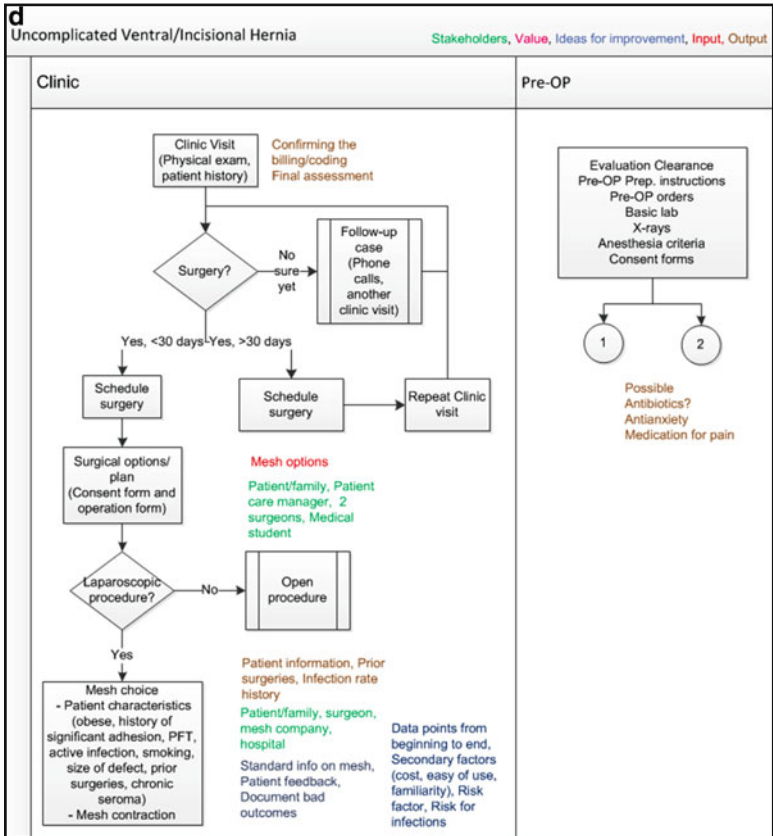 d
Uncomplicated Ventral/Incisional Hernia
Stakeholders, Value, Ideas for improvement, Input, Output
Clinic
Pre-OP
Clinic Visit
(Physical exam,
patient history)
Confirming the
billing/coding
Final assessment
Surgery?
No
sure
yet
Follow-up
case
(Phone
calls,
another
clinic visit)
Yes, <30 days
Yes, >30 days
Schedule
surgery
Schedule
surgery
Repeat Clinic
visit
Surgical options/
plan
(Consent form and
operation form)
Mesh options
Patient/family, Patient
care manager, 2
surgeons, Medical
student
Laparoscopic
procedure?
No
Open
procedure
Yes
Mesh choice
- Patient characteristics
(obese, history of
significant adhesion, PFT,
active infection, smoking,
size of defect, prior
surgeries, chronic
seroma)
- Mesh contraction
Patient information, Prior
surgeries, Infection rate
history
Patient/family, surgeon,
mesh company,
hospital
Standard info on mesh,
Patient feedback,
Document bad
outcomes
Data points from
beginning to end,
Secondary factors
(cost, easy of use,
familiarity), Risk
factor, Risk for
infections
Evaluation Clearance
Pre-OP Prep. instructions
Pre-OP orders
Basic lab
X-rays
Anesthesia criteria
Consent forms
1
2
Possible
Antibiotics?
Antianxiety
Medication for pain